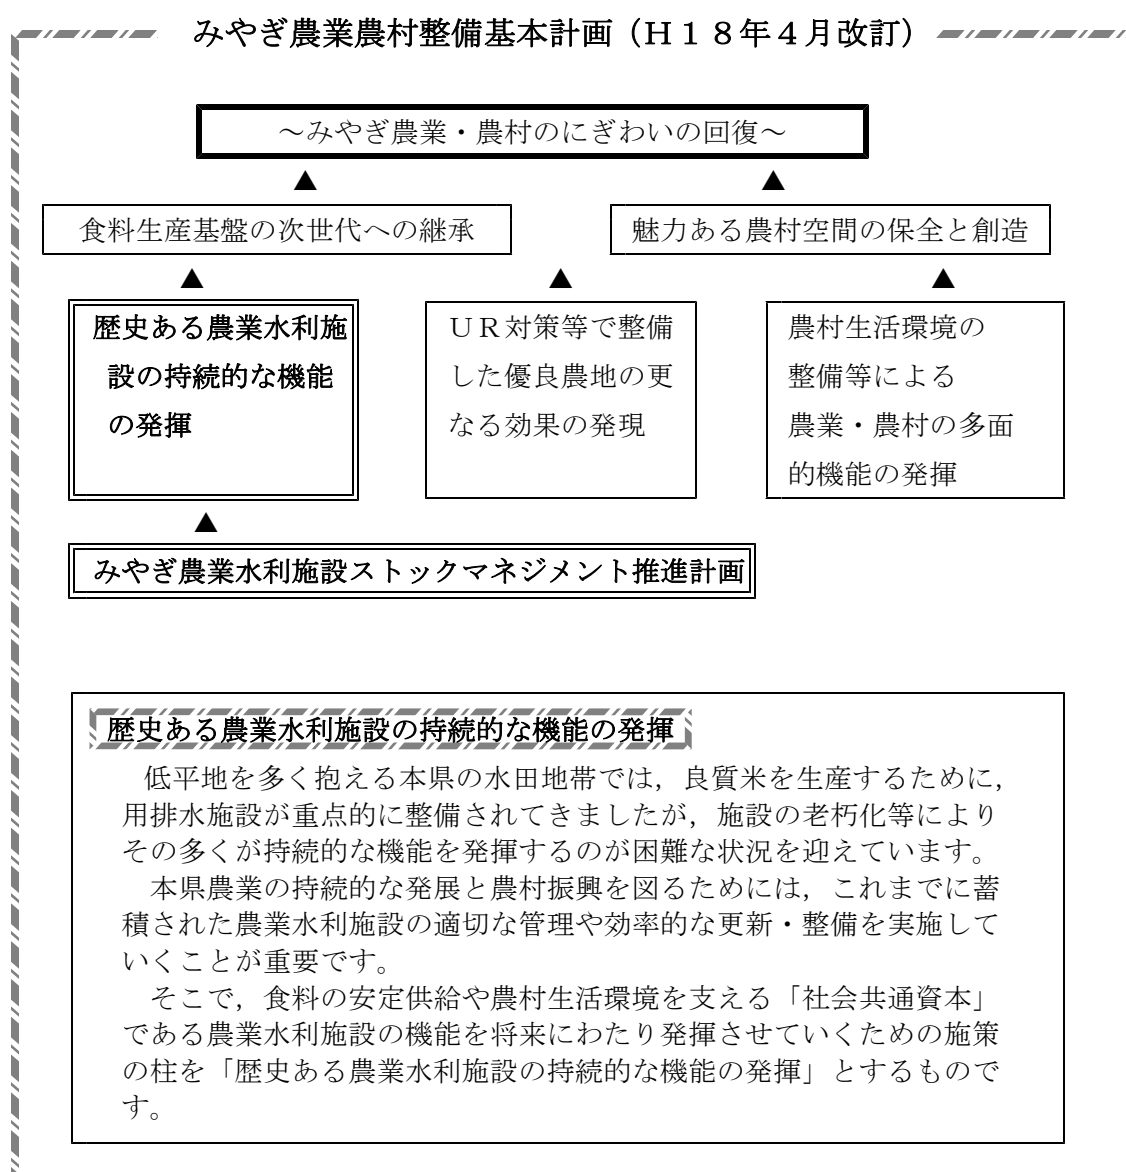 みやぎ農業農村整備基本計画（Ｈ１８年４月改訂）
～みやぎ農業・農村のにぎわいの回復～
▲ ▲
食料生産基盤の次世代への継承 魅力ある農村空間の保全と創造
▲ ▲ ▲
歴史ある農業水利施
設の持続的な機能
の発揮
ＵＲ対策等で整備
した優良農地の更
なる効果の発現
農村生活環境の
整備等による
農業・農村の多面
的機能の発揮
▲
みやぎ農業水利施設ストックマネジメント推進計画
歴史ある農業水利施設の持続的な機能の発揮
低平地を多く抱える本県の水田地帯では，良質米を生産するために，
用排水施設が重点的に整備されてきましたが，施設の老朽化等により
その多くが持続的な機能を発揮するのが困難な状況を迎えています。
本県農業の持続的な発展と農村振興を図るためには，これまでに蓄
積された農業水利施設の適切な管理や効率的な更新・整備を実施して
いくことが重要です。
そこで，食料の安定供給や農村生活環境を支える「社会共通資本」
である農業水利施設の機能を将来にわたり発揮させていくための施策
の柱を「歴史ある農業水利施設の持続的な機能の発揮」とするもので
す。